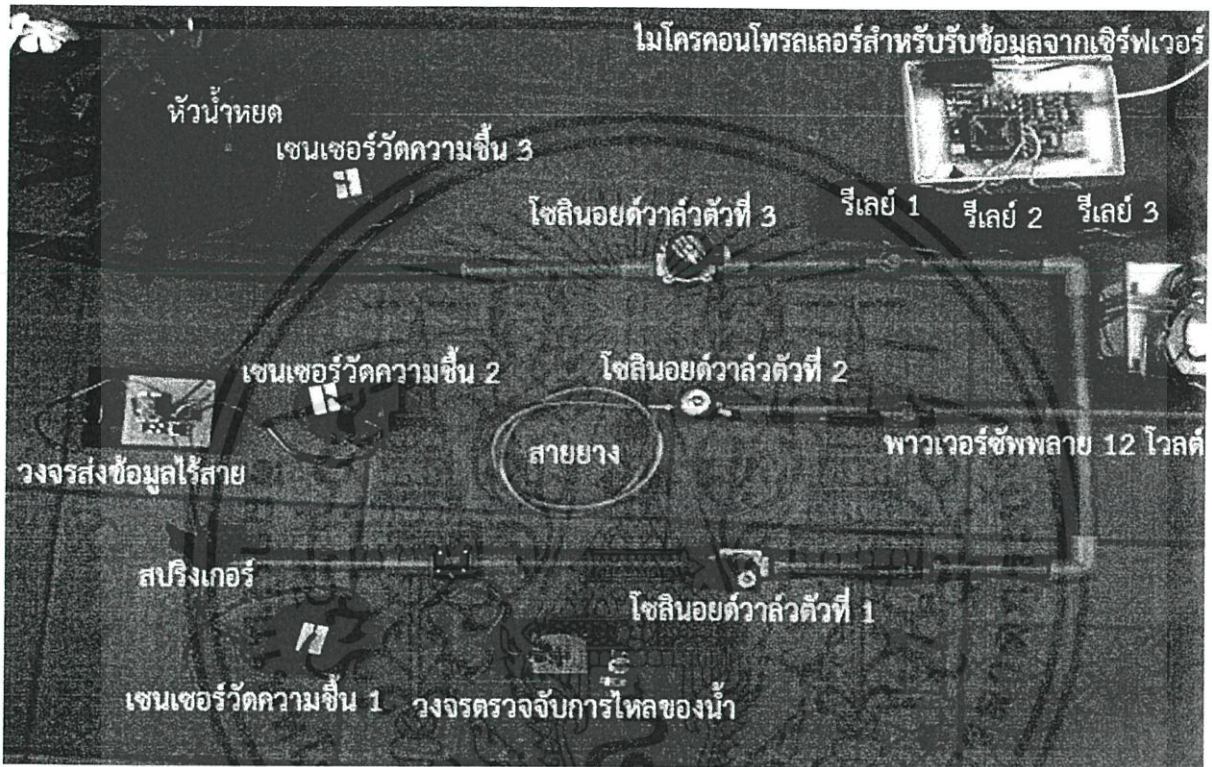 ไมโครคอนโทรลเลอร์สำหรับรับข้อมูลจากเซิร์ฟเวอร์
หัวน้ำหยด
เซนเซอร์วัดความชื้น 3
โซลินอยด์วาล์วตัวที่ 3
รีเลย์ 1
รีเลย์ 2
รีเลย์ 3
เซนเซอร์วัดความชื้น 2
โซลินอยด์วาล์วตัวที่ 2
สายยาง
พาวเวอร์ซัพพลาย 12 โวลต์
วงจรส่งข้อมูลไร้สาย
สปริงเกอร์
โซลินอยด์วาล์วตัวที่ 1
เซนเซอร์วัดความชื้น 1
วงจรตรวจจับการไหลของน้ำ